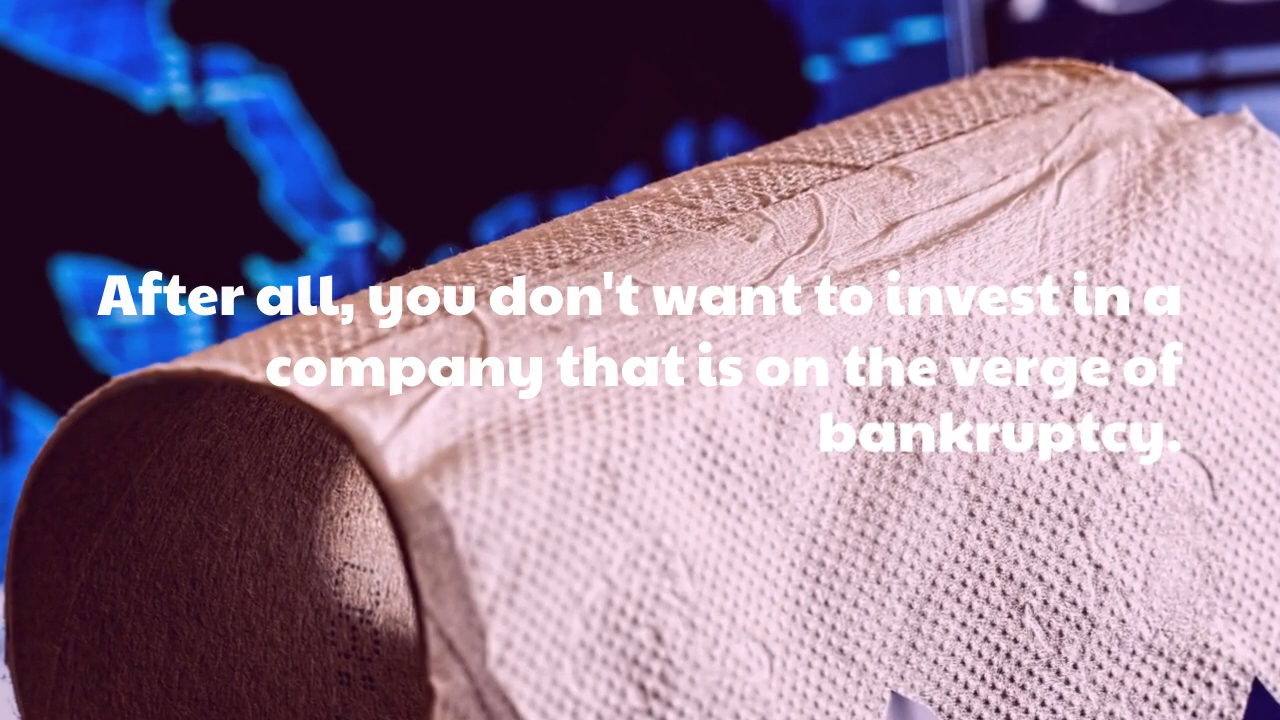 After all, you don't want to invest in a
company that is on the verge of
bankruptcy.